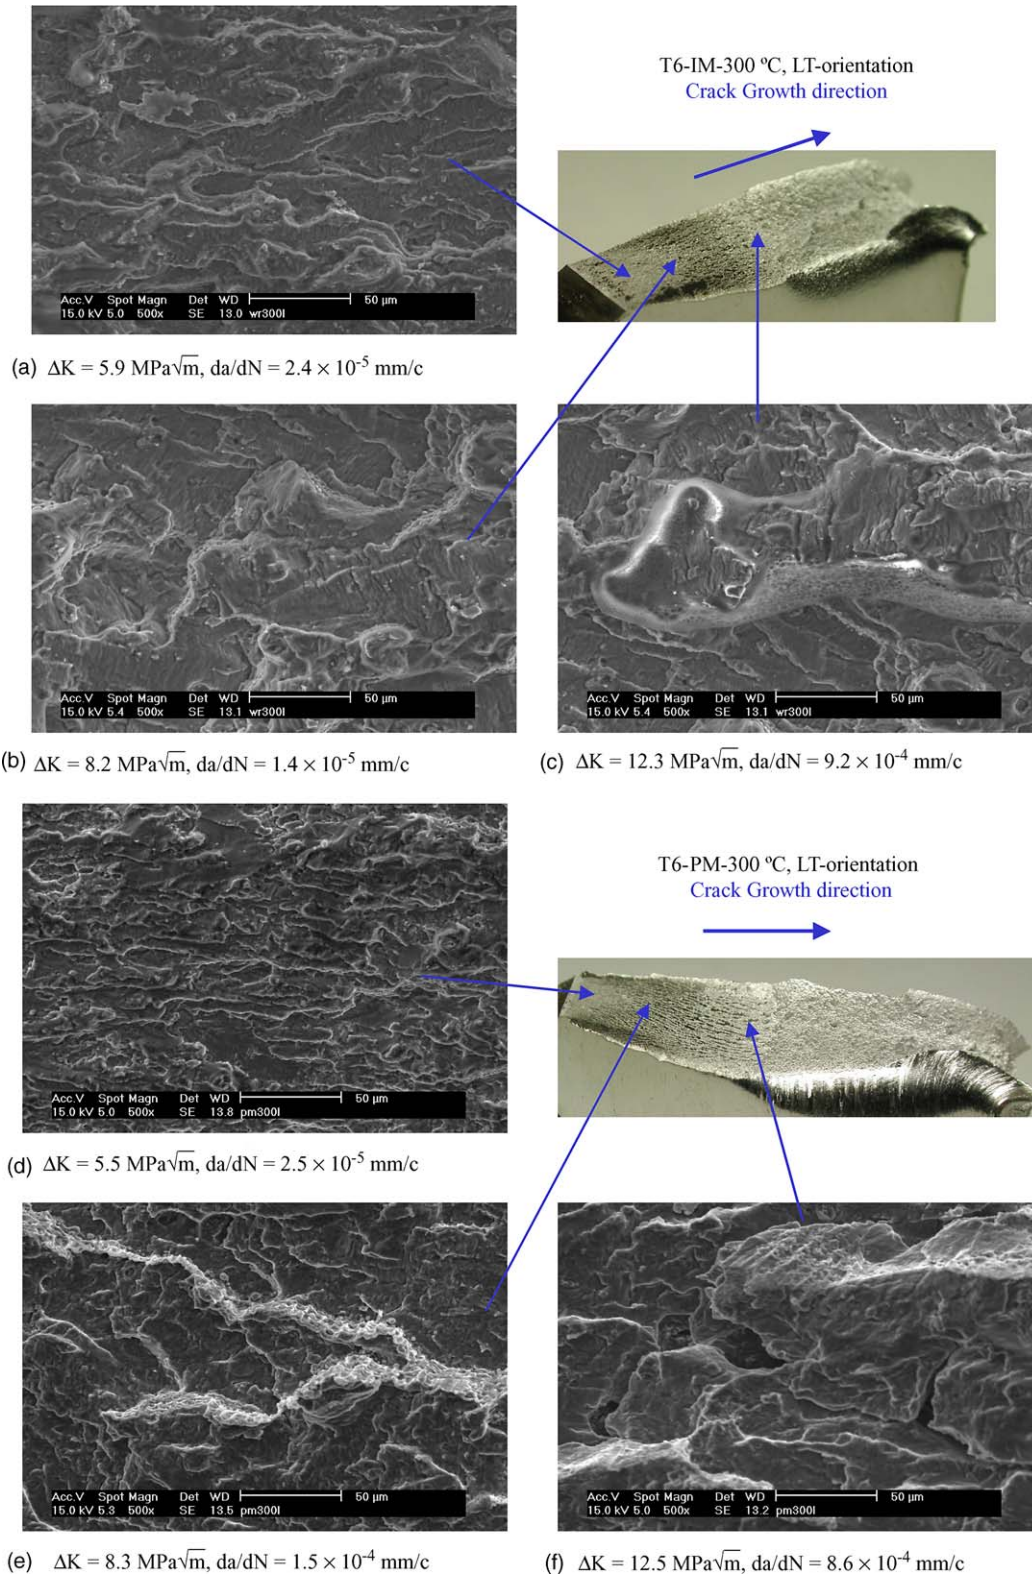 T6-IM-300 ºC, LT-orientation
Crack Growth direction
Acc.V Spot Magn Det WD 50 µm
15.0 kV 5.0 500x SE 13.0 wr300l
(a) ΔK = 5.9 MPa√m, da/dN = 2.4 × 10⁻⁵ mm/c
Acc.V Spot Magn Det WD 50 µm
15.0 kV 5.4 500x SE 13.1 wr300l
Acc.V Spot Magn Det WD 50 µm
15.0 kV 5.4 500x SE 13.1 wr300l
(b) ΔK = 8.2 MPa√m, da/dN = 1.4 × 10⁻⁵ mm/c
(c) ΔK = 12.3 MPa√m, da/dN = 9.2 × 10⁻⁴ mm/c
T6-PM-300 ºC, LT-orientation
Crack Growth direction
Acc.V Spot Magn Det WD 50 µm
15.0 kV 5.0 500x SE 13.8 pm300l
(d) ΔK = 5.5 MPa√m, da/dN = 2.5 × 10⁻⁵ mm/c
Acc.V Spot Magn Det WD 50 µm
15.0 kV 5.3 500x SE 13.5 pm300l
Acc.V Spot Magn Det WD 50 µm
15.0 kV 5.0 500x SE 13.2 pm300l
(e) ΔK = 8.3 MPa√m, da/dN = 1.5 × 10⁻⁴ mm/c
(f) ΔK = 12.5 MPa√m, da/dN = 8.6 × 10⁻⁴ mm/c